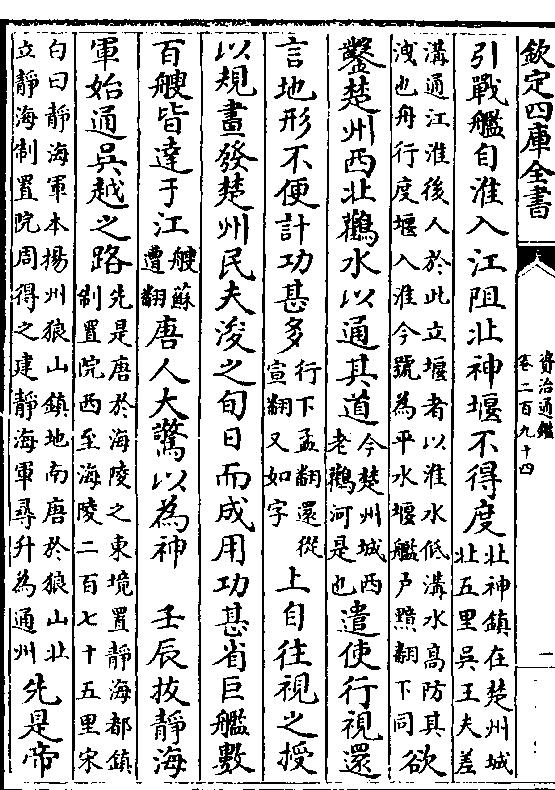 欽定四庫全書
資治通鑑
卷二百九十四
一
引戰艦自淮入江阻北神堰不得度北神鎮在楚州城北五里吳王夫差
溝通江淮後人於此立堰者以淮水低溝水高防其洩也舟行度堰入淮今號為平水堰艦户黤翻下同欲
鑿楚州西北鸛水以通其道今楚州城西老鸛河是也遣使行視還
言地形不便計功甚多行下孟翻還從宣翻又如字上自往視之授
以規畫發楚州民夫浚之旬日而成用功甚省巨艦數
百艘皆達于江艘蘇遭翻唐人大驚以為神　壬辰拔靜海
軍始通吳越之路先是唐於海陵之東境置靜海都鎮制置院西至海陵二百七十五里宋
白曰靜海軍本揚州狼山鎮地南唐於狼山北立靜海制置院周得之建靜海軍尋升為通州先是帝